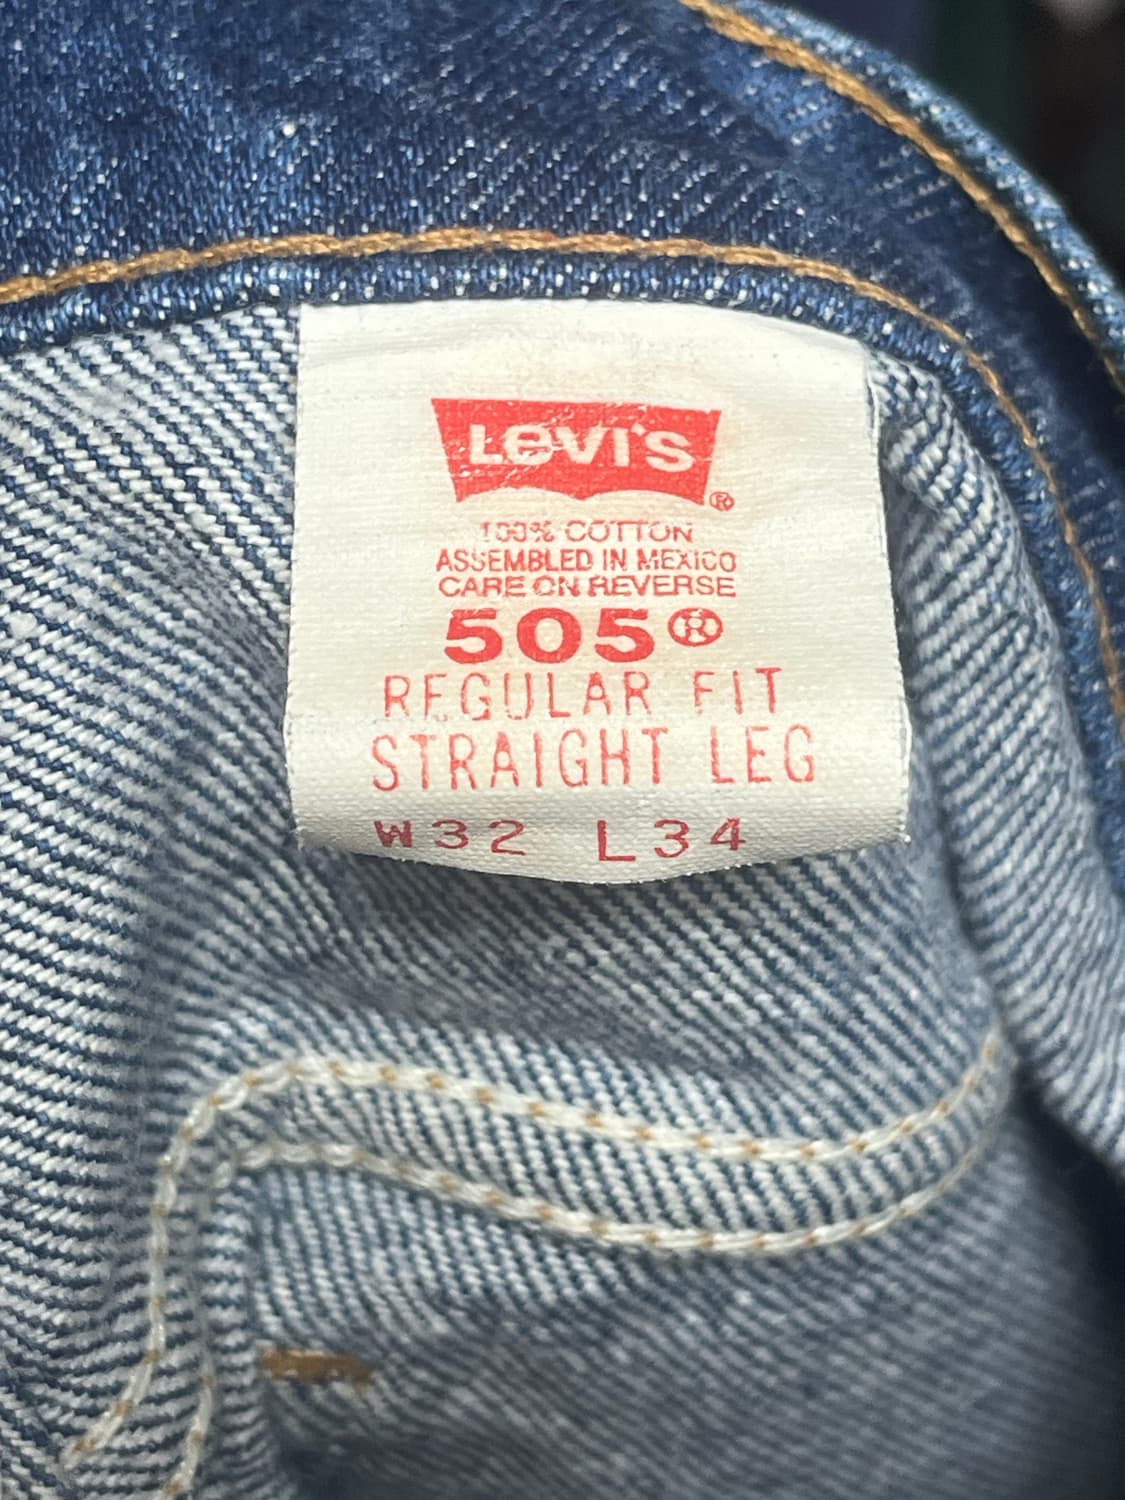 Levi's ®
100% COTTON
ASSEMBLED IN MEXICO
CARE ON REVERSE
505®
REGULAR FIT
STRAIGHT LEG
W32 L34